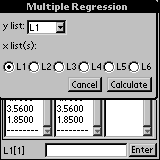 Multiple Regression
y list: L1
x list(s):
L1 L2 L3 L4 L5 L6
Cancel Calculate
3.5600 3.5600
1.8500 1.8500
L1[1] Enter